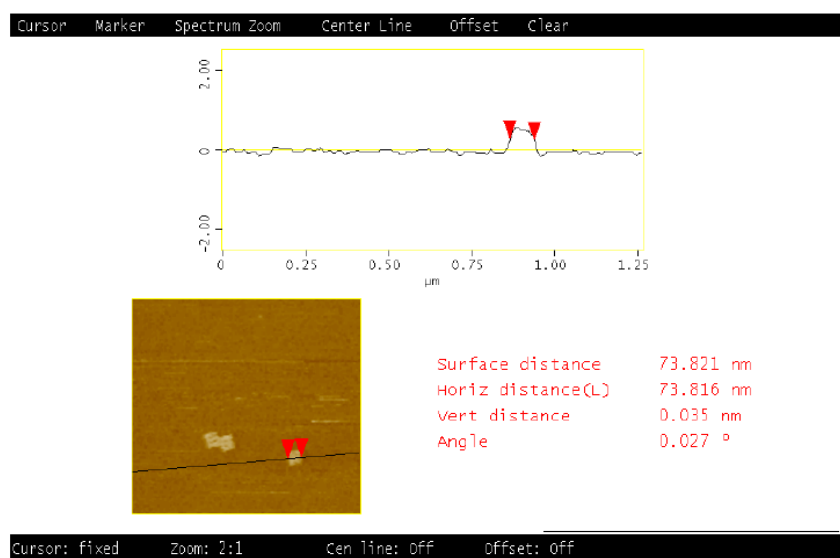 Cursor Marker Spectrum Zoom Center Line Offset Clear
2.00
0
-2.00
0 0.25 0.50 0.75 1.00 1.25
μm
Surface distance 73.821 nm
Horiz distance(L) 73.816 nm
Vert distance 0.035 nm
Angle 0.027 º
Cursor: fixed Zoom: 2:1 Cen line: Off Offset: Off